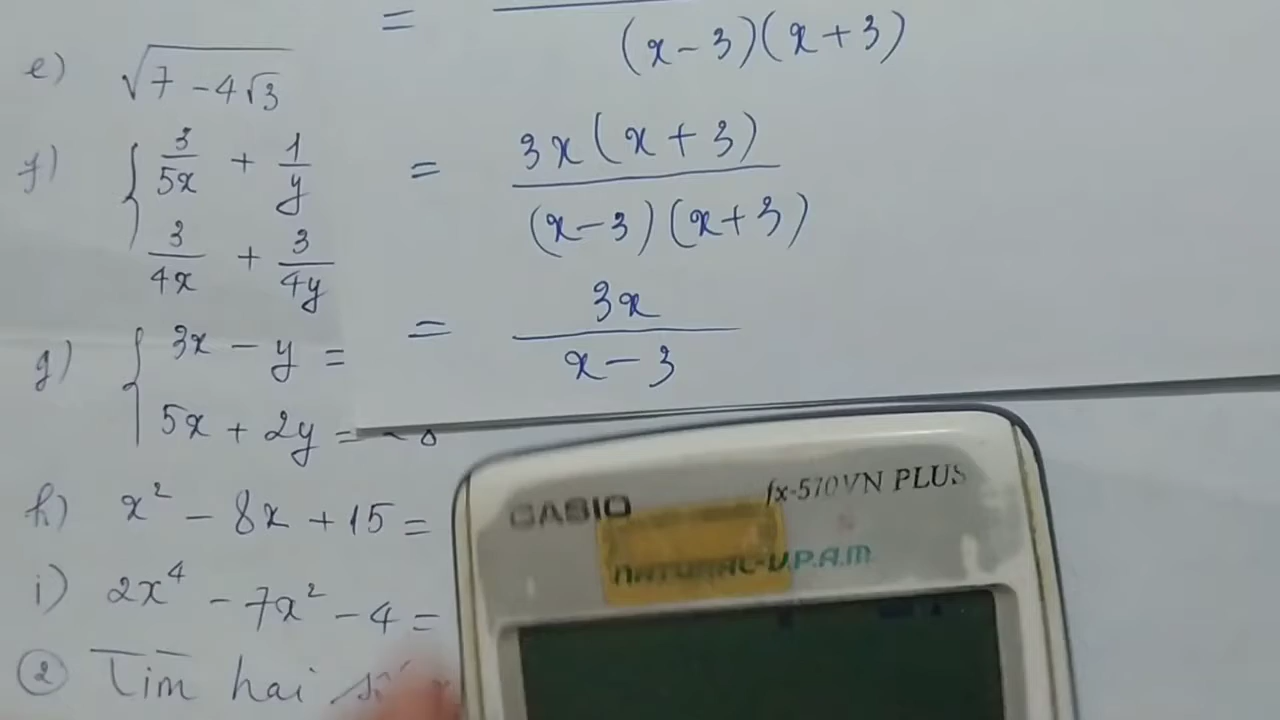 = (x-3)(x+3)
e) √(7 - 4√3)
f) { 3/5x + 1/y
3/4x + 3/4y
= 3x(x+3) / (x-3)(x+3)
= 3x / x-3
g) { 3x - y =
5x + 2y =
h) x² - 8x + 15 =
i) 2x⁴ - 7x² - 4 =
② Tìm hai số
CASIO fx-570VN PLUS
NATURAL-V.P.A.M